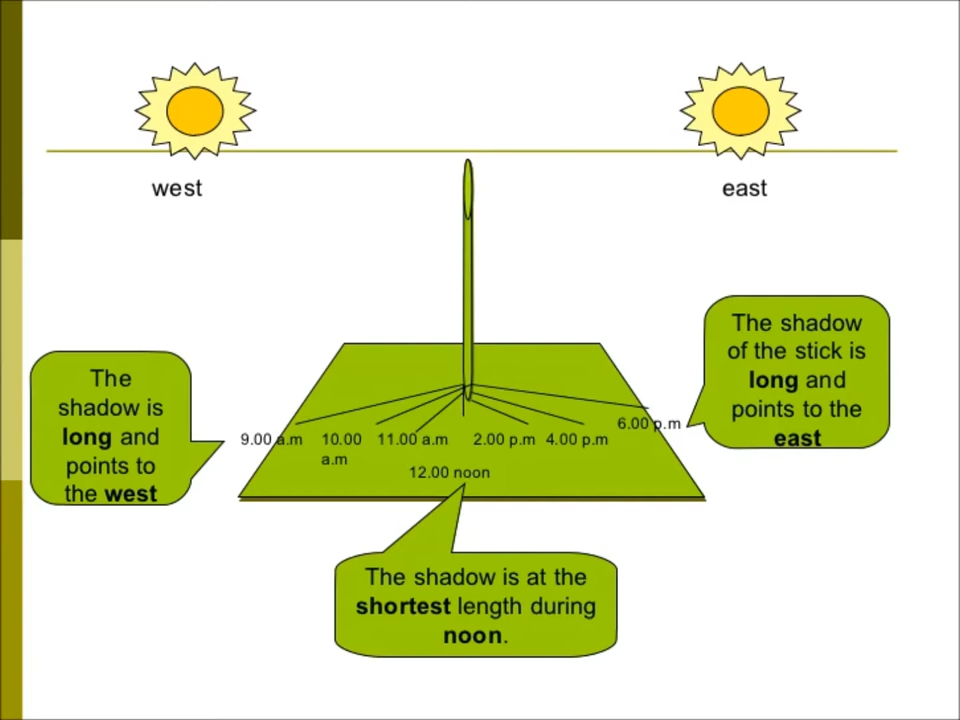 west
east
The shadow
of the stick is
long and
points to the
east
The
shadow is
long and
points to
the west
6.00 p.m
9.00 a.m
10.00
a.m
11.00 a.m
2.00 p.m
4.00 p.m
12.00 noon
The shadow is at the
shortest length during
noon.